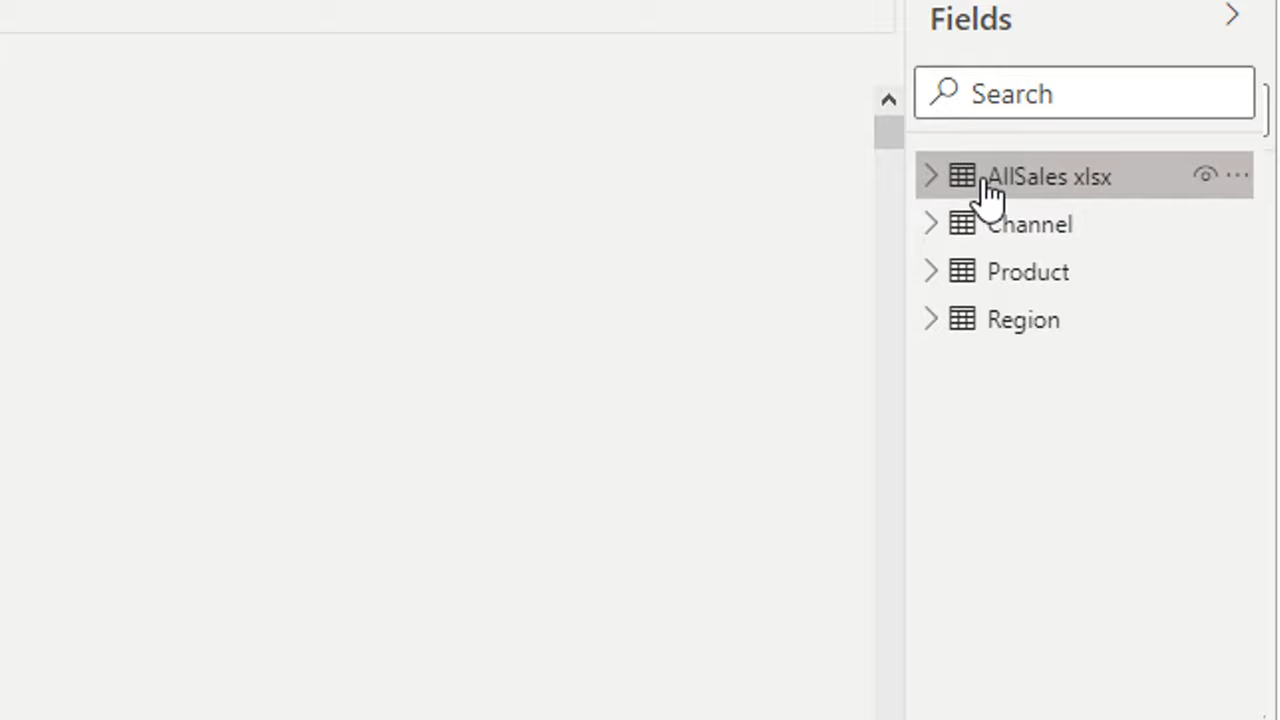 Fields
Search
AllSales xlsx
Channel
Product
Region